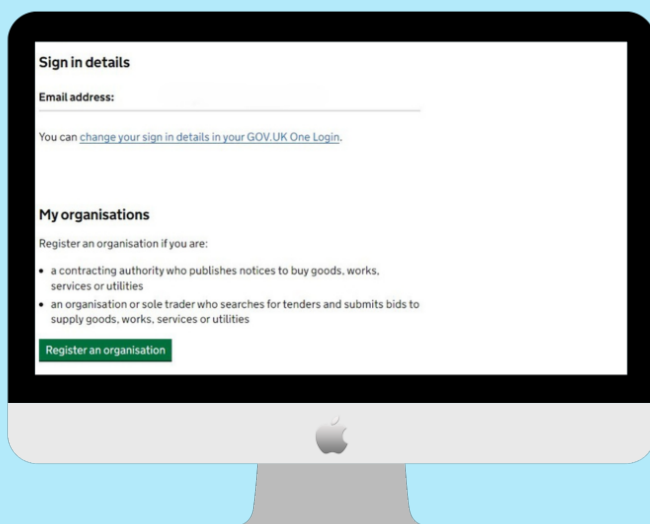 Sign in details
Email address:
You can change your sign in details in your GOV.UK One Login.
My organisations
Register an organisation if you are:
• a contracting authority who publishes notices to buy goods, works,
services or utilities
• an organisation or sole trader who searches for tenders and submits bids to
supply goods, works, services or utilities
Register an organisation